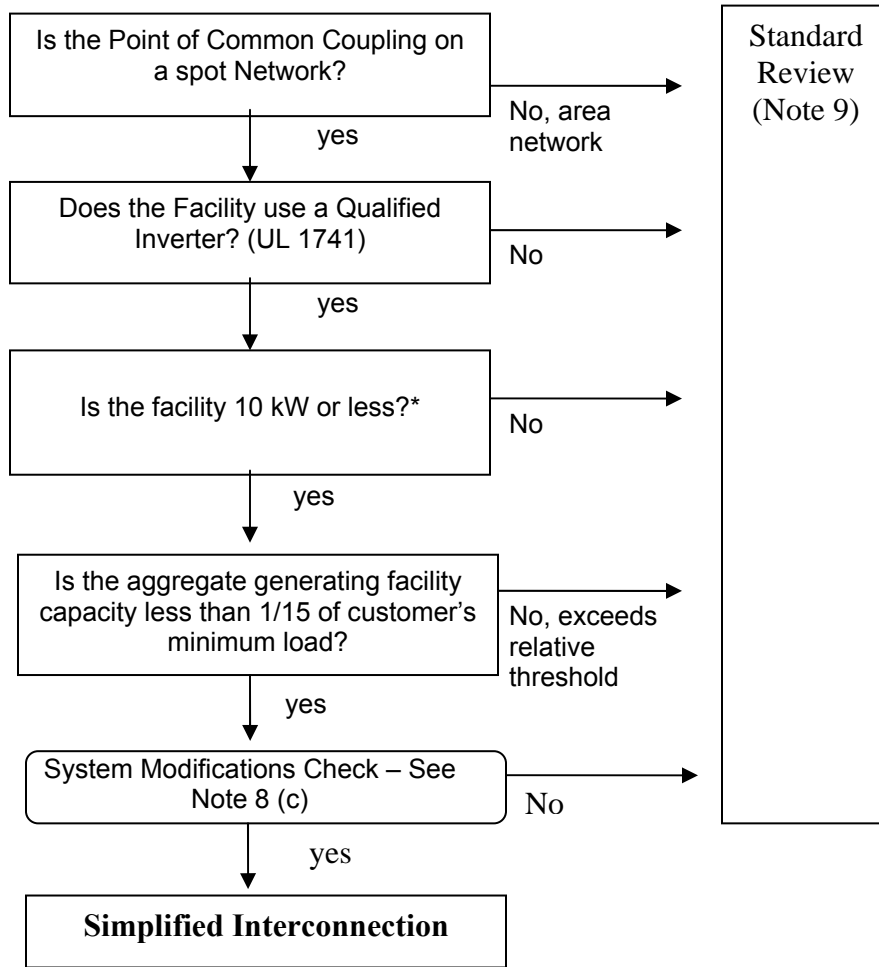 Is the Point of Common Coupling on
a spot Network?
No, area
network
yes
Does the Facility use a Qualified
Inverter? (UL 1741)
No
yes
Is the facility 10 kW or less?*
No
yes
Is the aggregate generating facility
capacity less than 1/15 of customer’s
minimum load?
No, exceeds
relative
threshold
yes
System Modifications Check – See
Note 8 (c)
No
yes
Simplified Interconnection
Standard
Review
(Note 9)